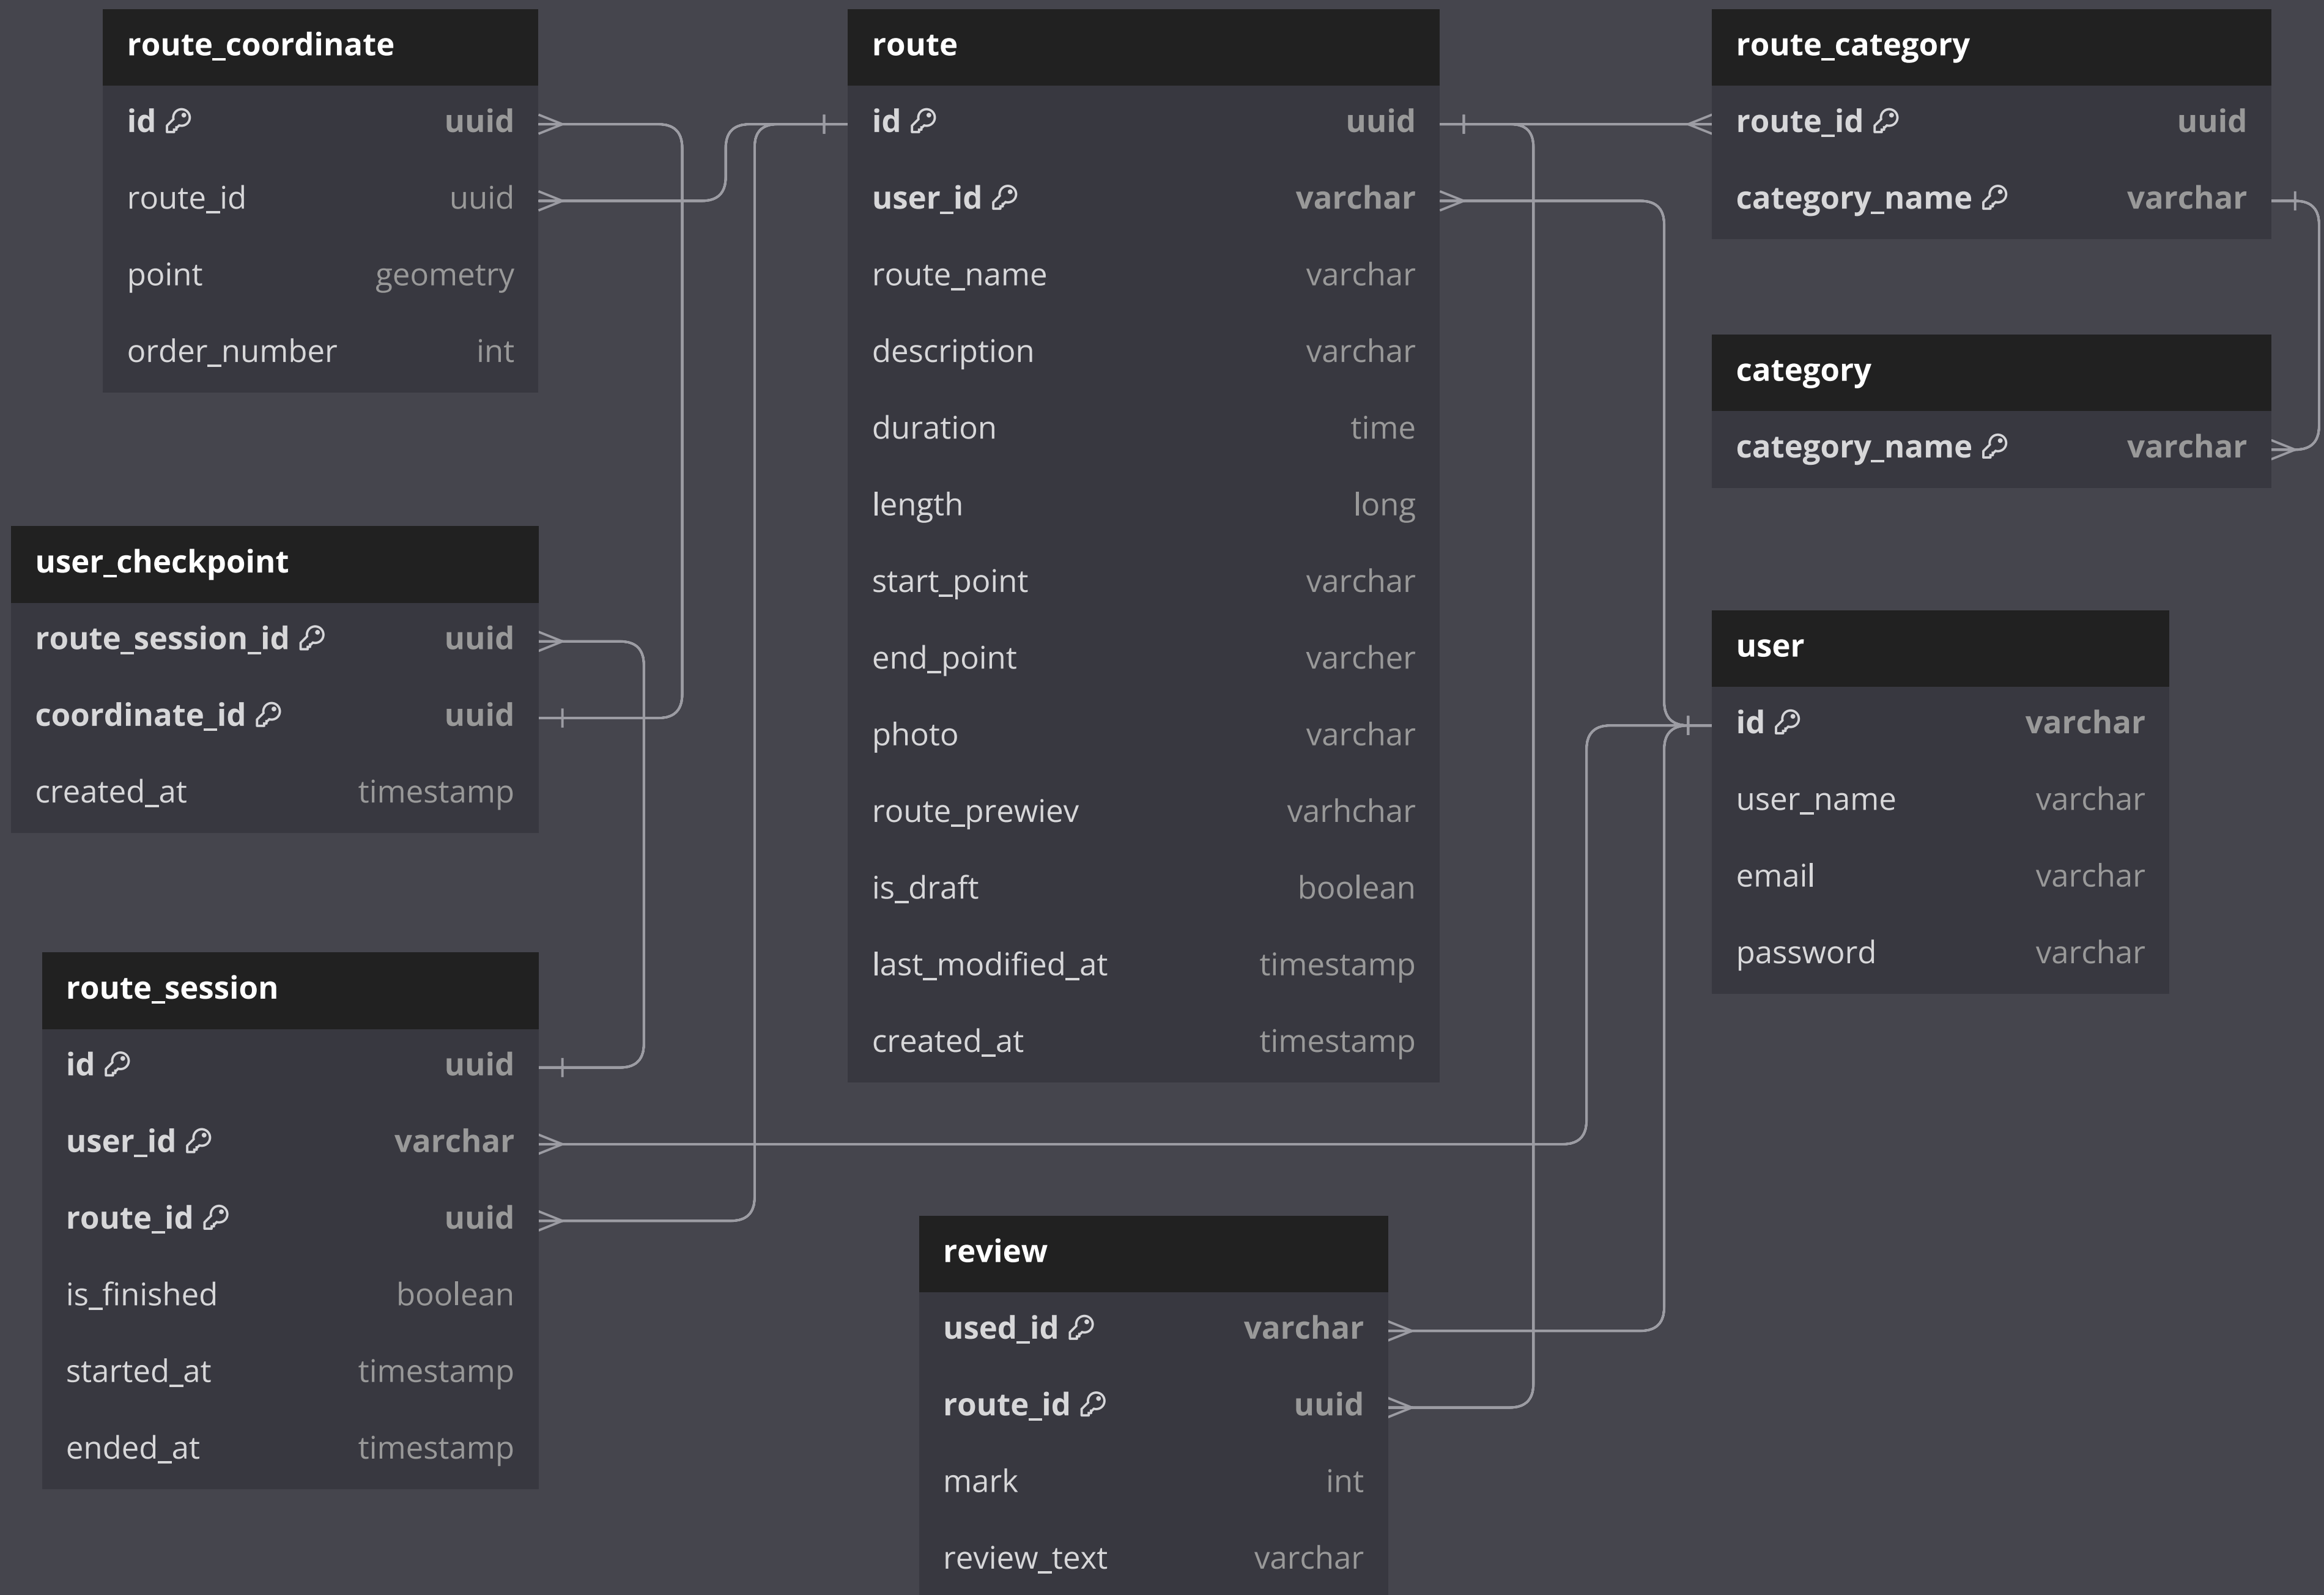 route_coordinate
id uuid
route_id uuid
point geometry
order_number int
route
id uuid
user_id varchar
route_name varchar
description varchar
duration time
length long
start_point varchar
end_point varcher
photo varchar
route_prewiev varhchar
is_draft boolean
last_modified_at timestamp
created_at timestamp
route_category
route_id uuid
category_name varchar
category
category_name varchar
user_checkpoint
route_session_id uuid
coordinate_id uuid
created_at timestamp
user
id varchar
user_name varchar
email varchar
password varchar
route_session
id uuid
user_id varchar
route_id uuid
is_finished boolean
started_at timestamp
ended_at timestamp
review
used_id varchar
route_id uuid
mark int
review_text varchar